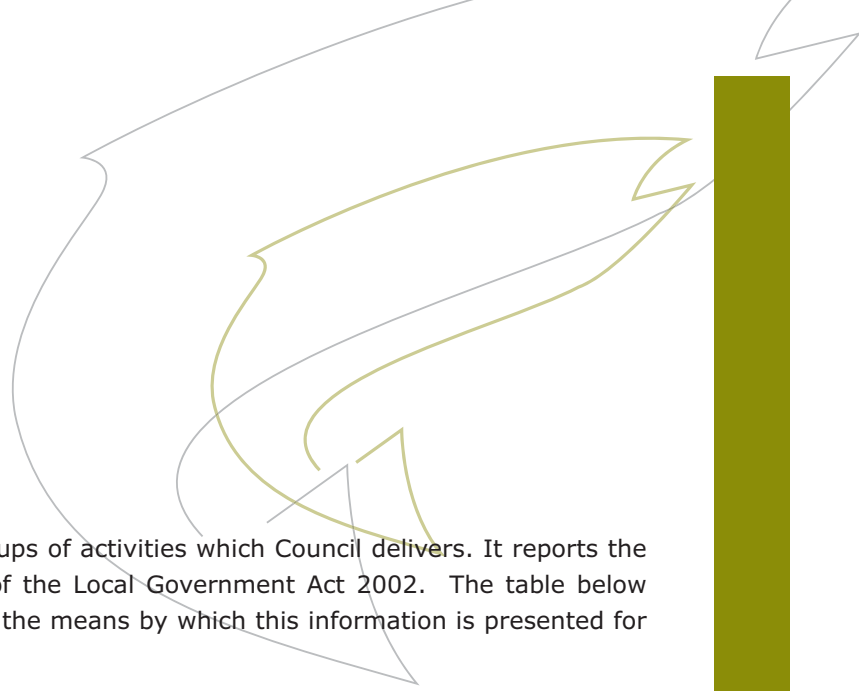 ups of activities which Council delivers. It reports the
of the Local Government Act 2002. The table below
the means by which this information is presented for